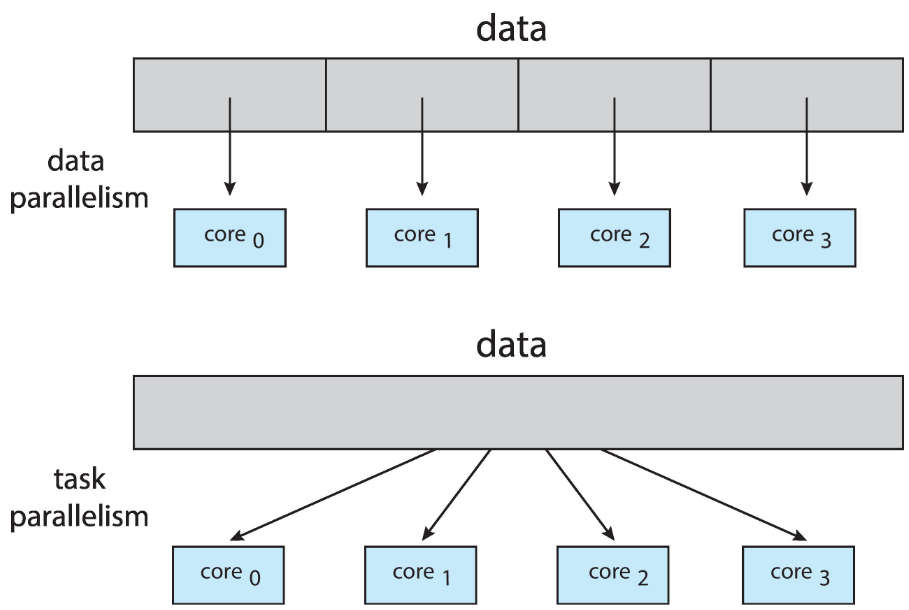 data
data
parallelism
core 0
core 1
core 2
core 3
data
task
parallelism
core 0
core 1
core 2
core 3